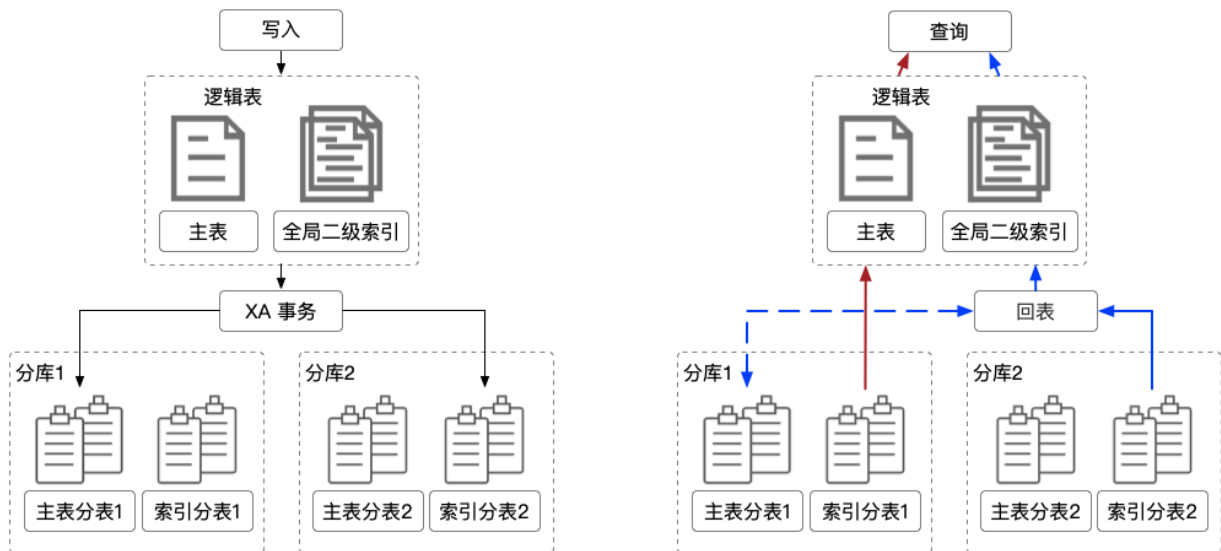 写入
逻辑表
主表
全局二级索引
XA 事务
分库1
主表分表1
索引分表1
分库2
主表分表2
索引分表2
查询
逻辑表
主表
全局二级索引
回表
分库1
主表分表1
索引分表1
分库2
主表分表2
索引分表2